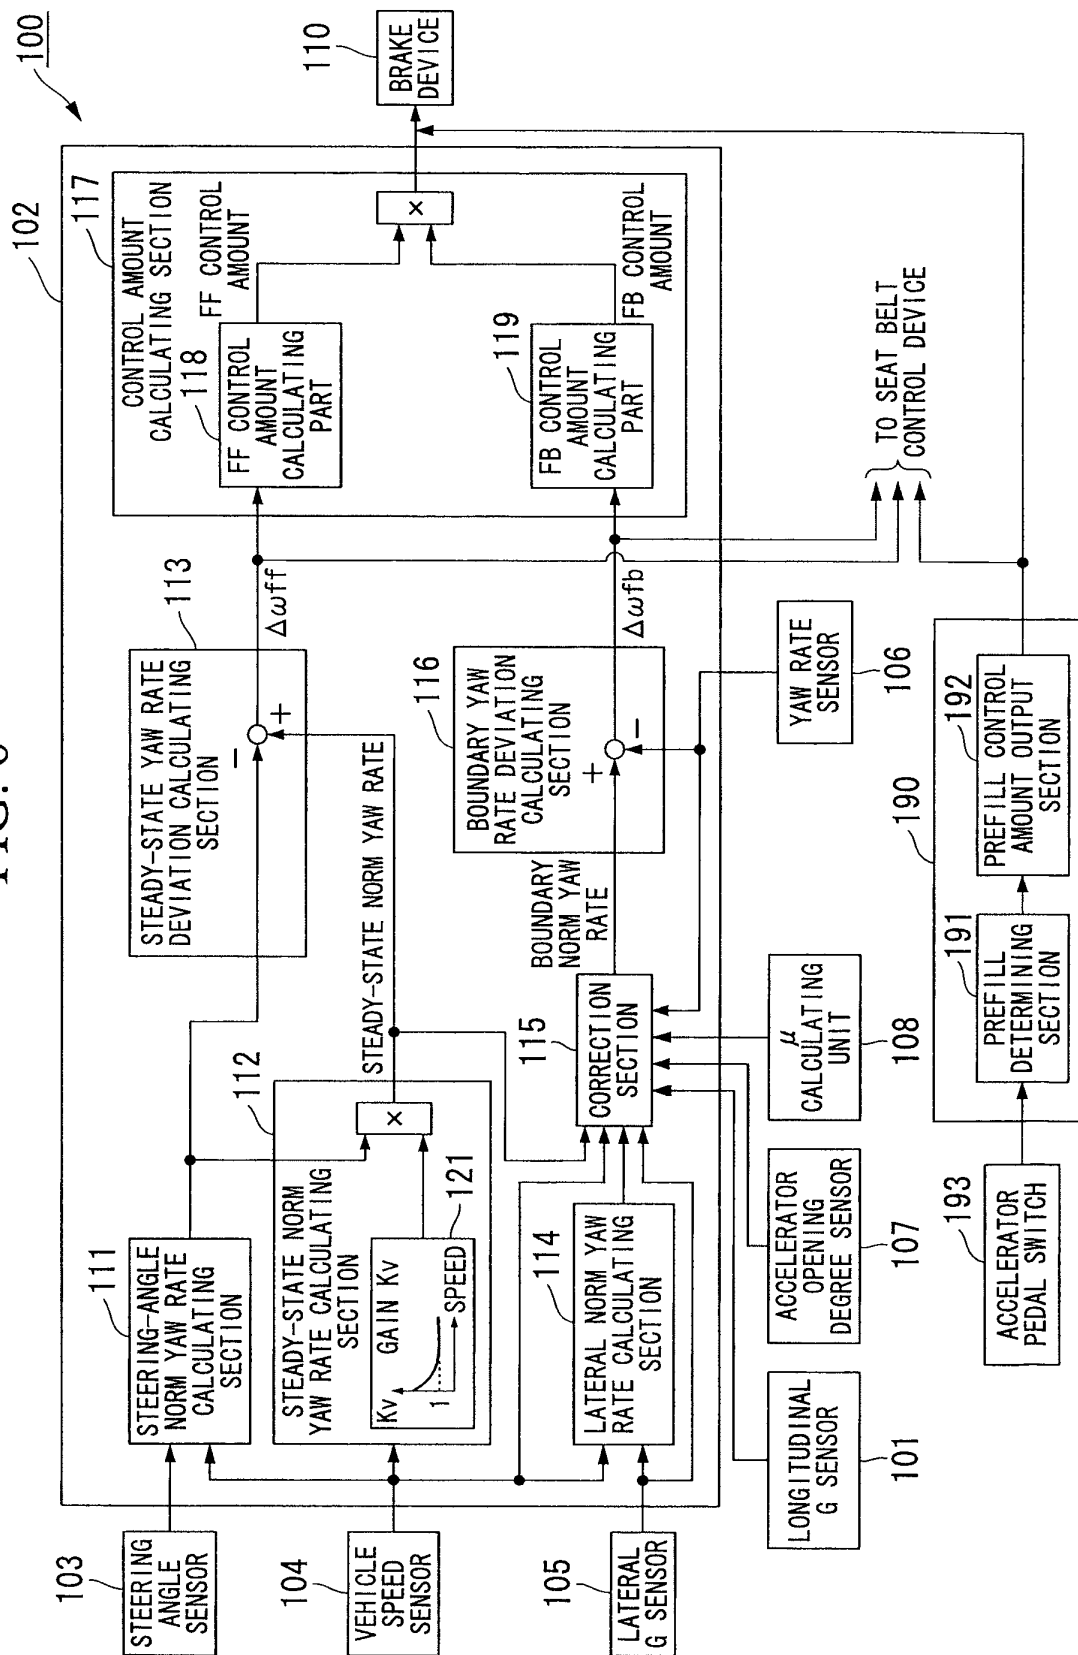 FIG. 6
100
102
103
STEERING
ANGLE
SENSOR
104
VEHICLE
SPEED
SENSOR
105
LATERAL
G SENSOR
111
STEERING-ANGLE
NORM YAW RATE
CALCULATING
SECTION
112
STEADY-STATE NORM
YAW RATE CALCULATING
SECTION
121
GAIN Kv
Kv
1
SPEED
×
STEADY-STATE NORM YAW RATE
114
LATERAL NORM YAW
RATE CALCULATING
SECTION
115
CORRECTION
SECTION
BOUNDARY
NORM YAW
RATE
113
STEADY-STATE YAW RATE
DEVIATION CALCULATING
SECTION
−
+
Δωff
116
BOUNDARY YAW
RATE DEVIATION
CALCULATING
SECTION
+
−
Δωfb
117
CONTROL AMOUNT
CALCULATING SECTION
118
FF CONTROL
AMOUNT
CALCULATING
PART
FF CONTROL
AMOUNT
119
FB CONTROL
AMOUNT
CALCULATING
PART
FB CONTROL
AMOUNT
×
110
BRAKE
DEVICE
TO SEAT BELT
CONTROL DEVICE
LONGITUDINAL
G SENSOR
101
ACCELERATOR
OPENING
DEGREE SENSOR
107
μ
CALCULATING
UNIT
108
YAW RATE
SENSOR
106
193
ACCELERATOR
PEDAL SWITCH
190
191
PREFILL
DETERMINING
SECTION
192
PREFILL CONTROL
AMOUNT OUTPUT
SECTION